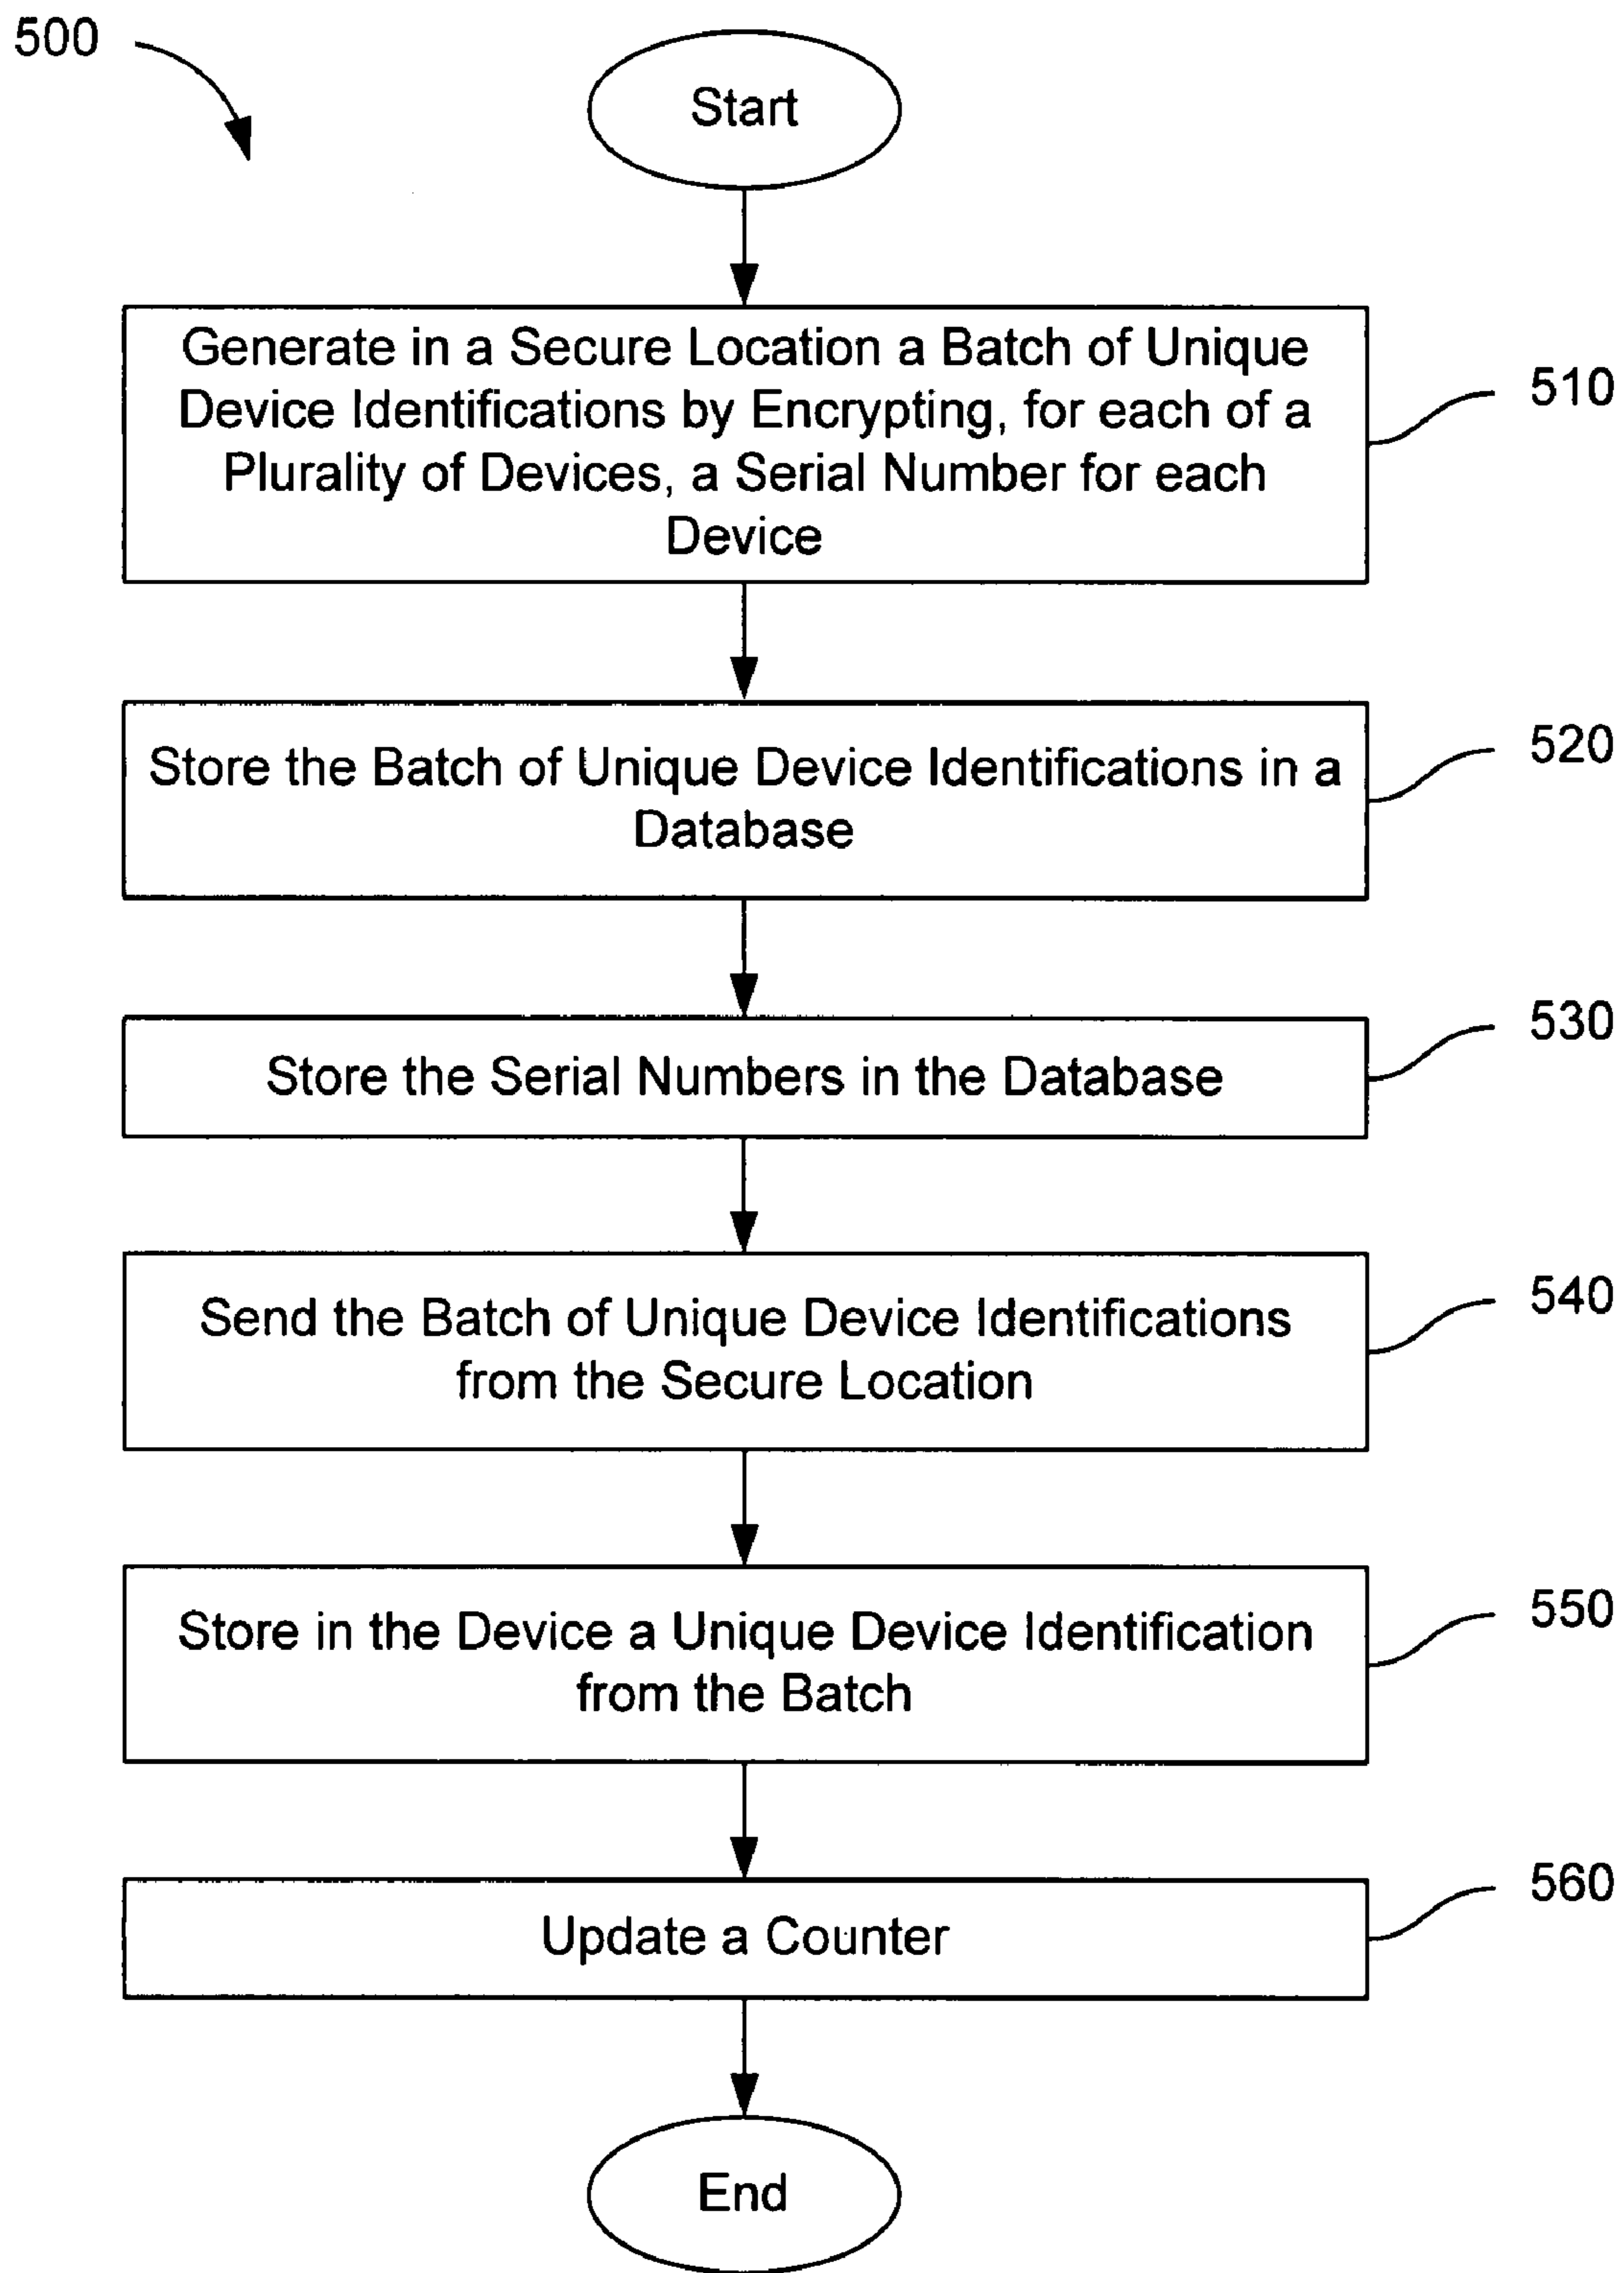 500
Start
Generate in a Secure Location a Batch of Unique
Device Identifications by Encrypting, for each of a
Plurality of Devices, a Serial Number for each
Device
510
Store the Batch of Unique Device Identifications in a
Database
520
Store the Serial Numbers in the Database
530
Send the Batch of Unique Device Identifications
from the Secure Location
540
Store in the Device a Unique Device Identification
from the Batch
550
Update a Counter
560
End